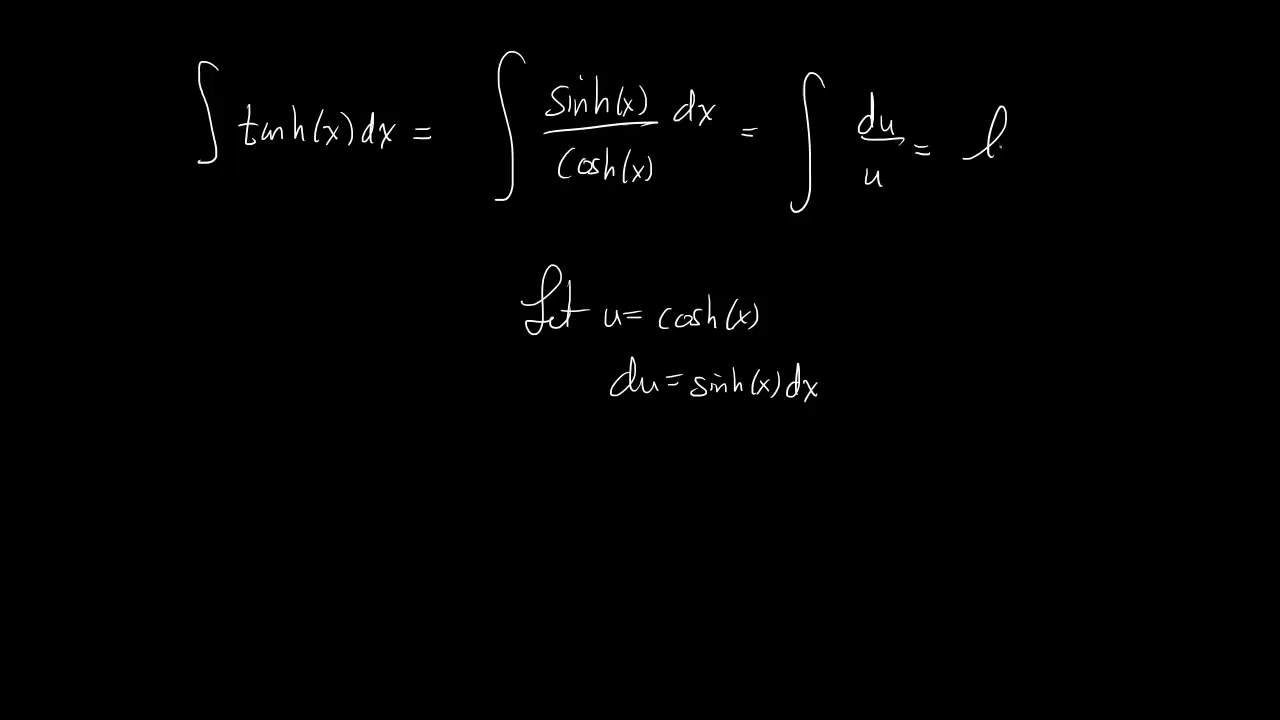 ∫ tanh(x) dx = ∫ sinh(x)/cosh(x) dx = ∫ du/u = l
Let u = cosh(x)
du = sinh(x) dx